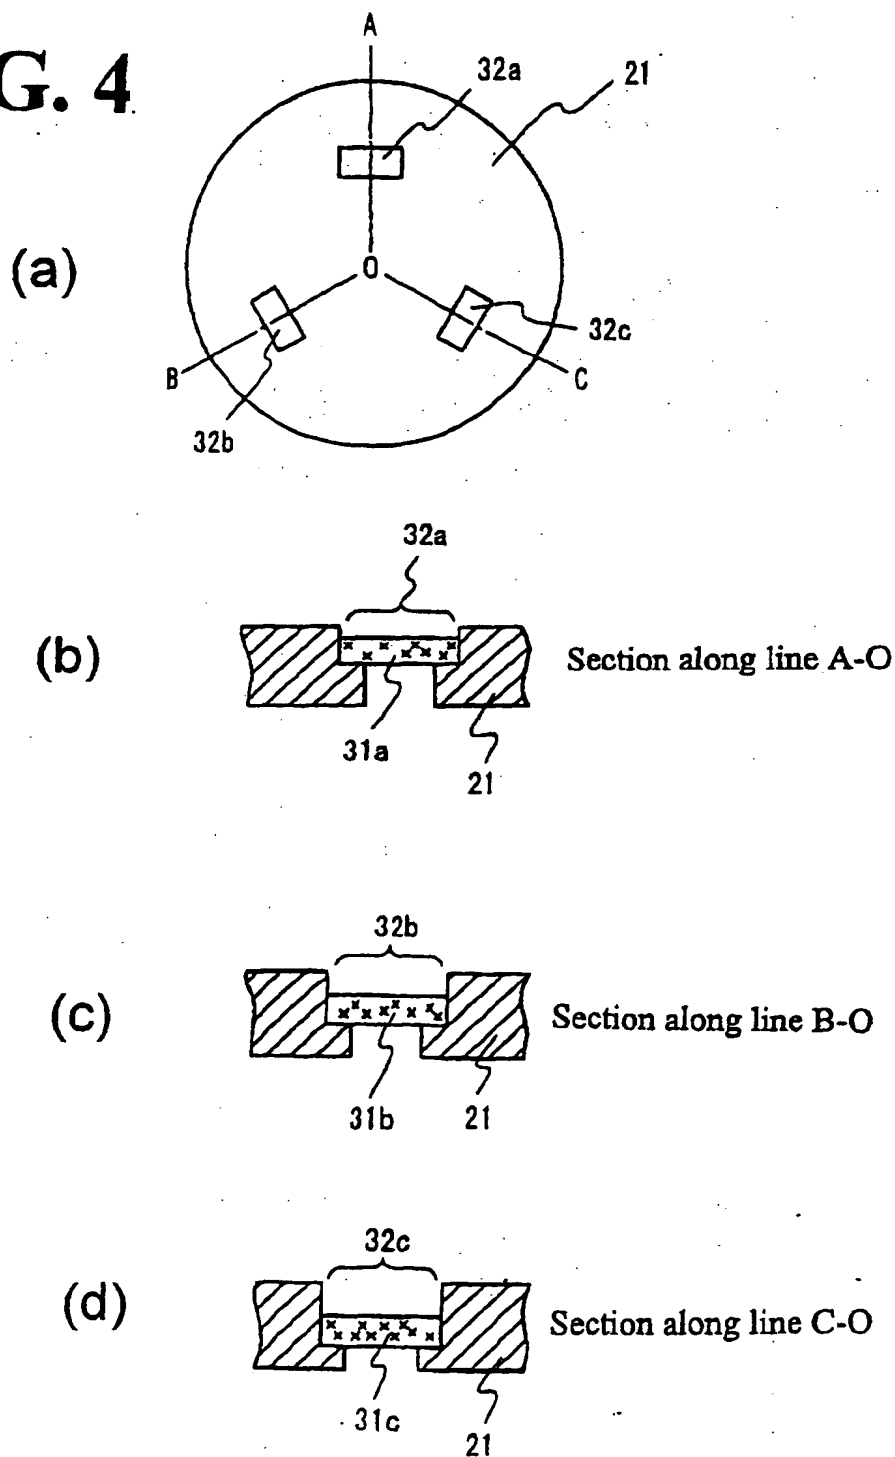 G. 4
A
32a
21
(a)
O
32c
B
C
32b
32a
(b)
Section along line A-O
31a
21
32b
(c)
Section along line B-O
31b
21
32c
(d)
Section along line C-O
31c
21